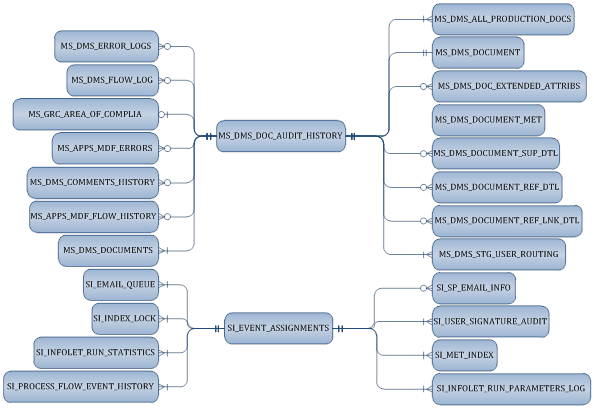 MS_DMS_ERROR_LOGS
MS_DMS_FLOW_LOG
MS_GRC_AREA_OF_COMPLIA
MS_APPS_MDF_ERRORS
MS_DMS_COMMENTS_HISTORY
MS_APPS_MDF_FLOW_HISTORY
MS_DMS_DOCUMENTS
MS_DMS_DOC_AUDIT_HISTORY
MS_DMS_ALL_PRODUCTION_DOCS
MS_DMS_DOCUMENT
MS_DMS_DOC_EXTENDED_ATTRIBS
MS_DMS_DOCUMENT_MET
MS_DMS_DOCUMENT_SUP_DTL
MS_DMS_DOCUMENT_REF_DTL
MS_DMS_DOCUMENT_REF_LNK_DTL
MS_DMS_STG_USER_ROUTING
SI_EMAIL_QUEUE
SI_INDEX_LOCK
SI_INFOLET_RUN_STATISTICS
SI_PROCESS_FLOW_EVENT_HISTORY
SI_EVENT_ASSIGNMENTS
SI_SP_EMAIL_INFO
SI_USER_SIGNATURE_AUDIT
SI_MET_INDEX
SI_INFOLET_RUN_PARAMETERS_LOG